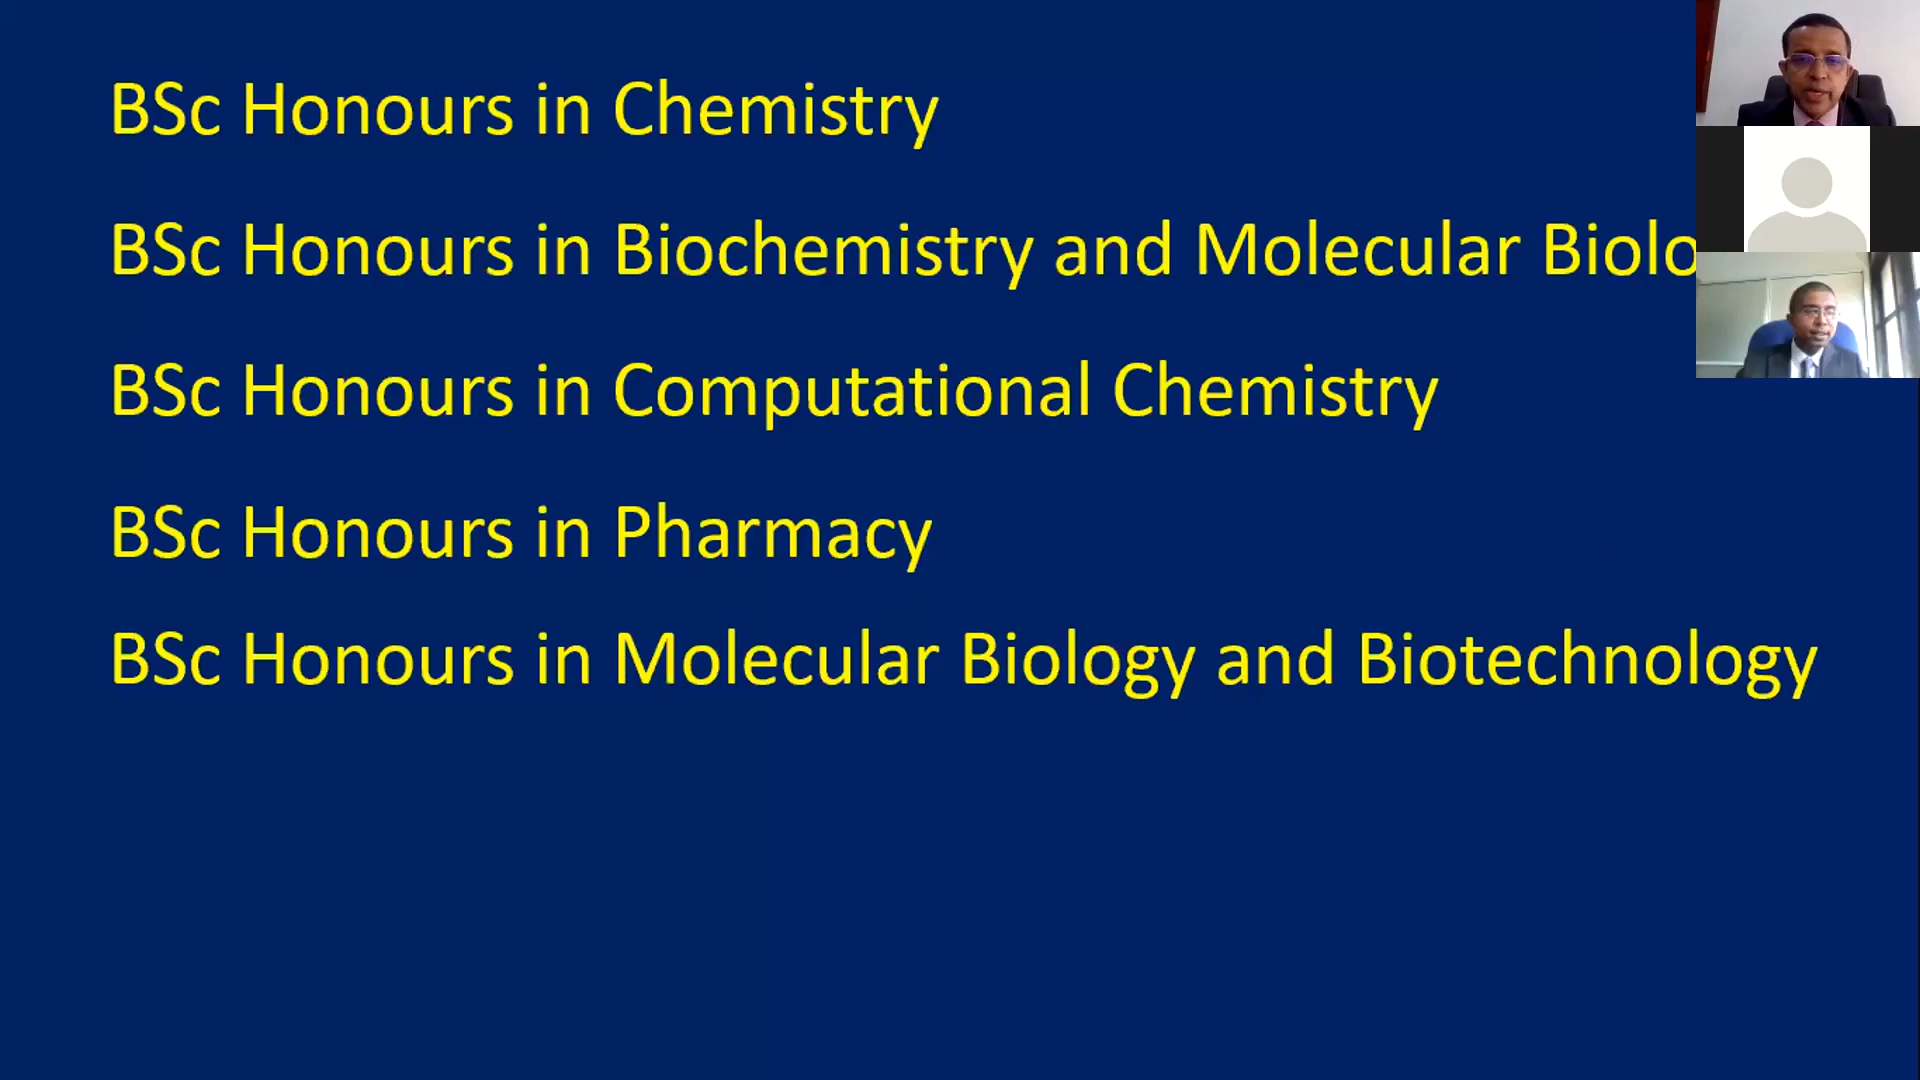 BSc Honours in Chemistry
BSc Honours in Biochemistry and Molecular Biolo
BSc Honours in Computational Chemistry
BSc Honours in Pharmacy
BSc Honours in Molecular Biology and Biotechnology